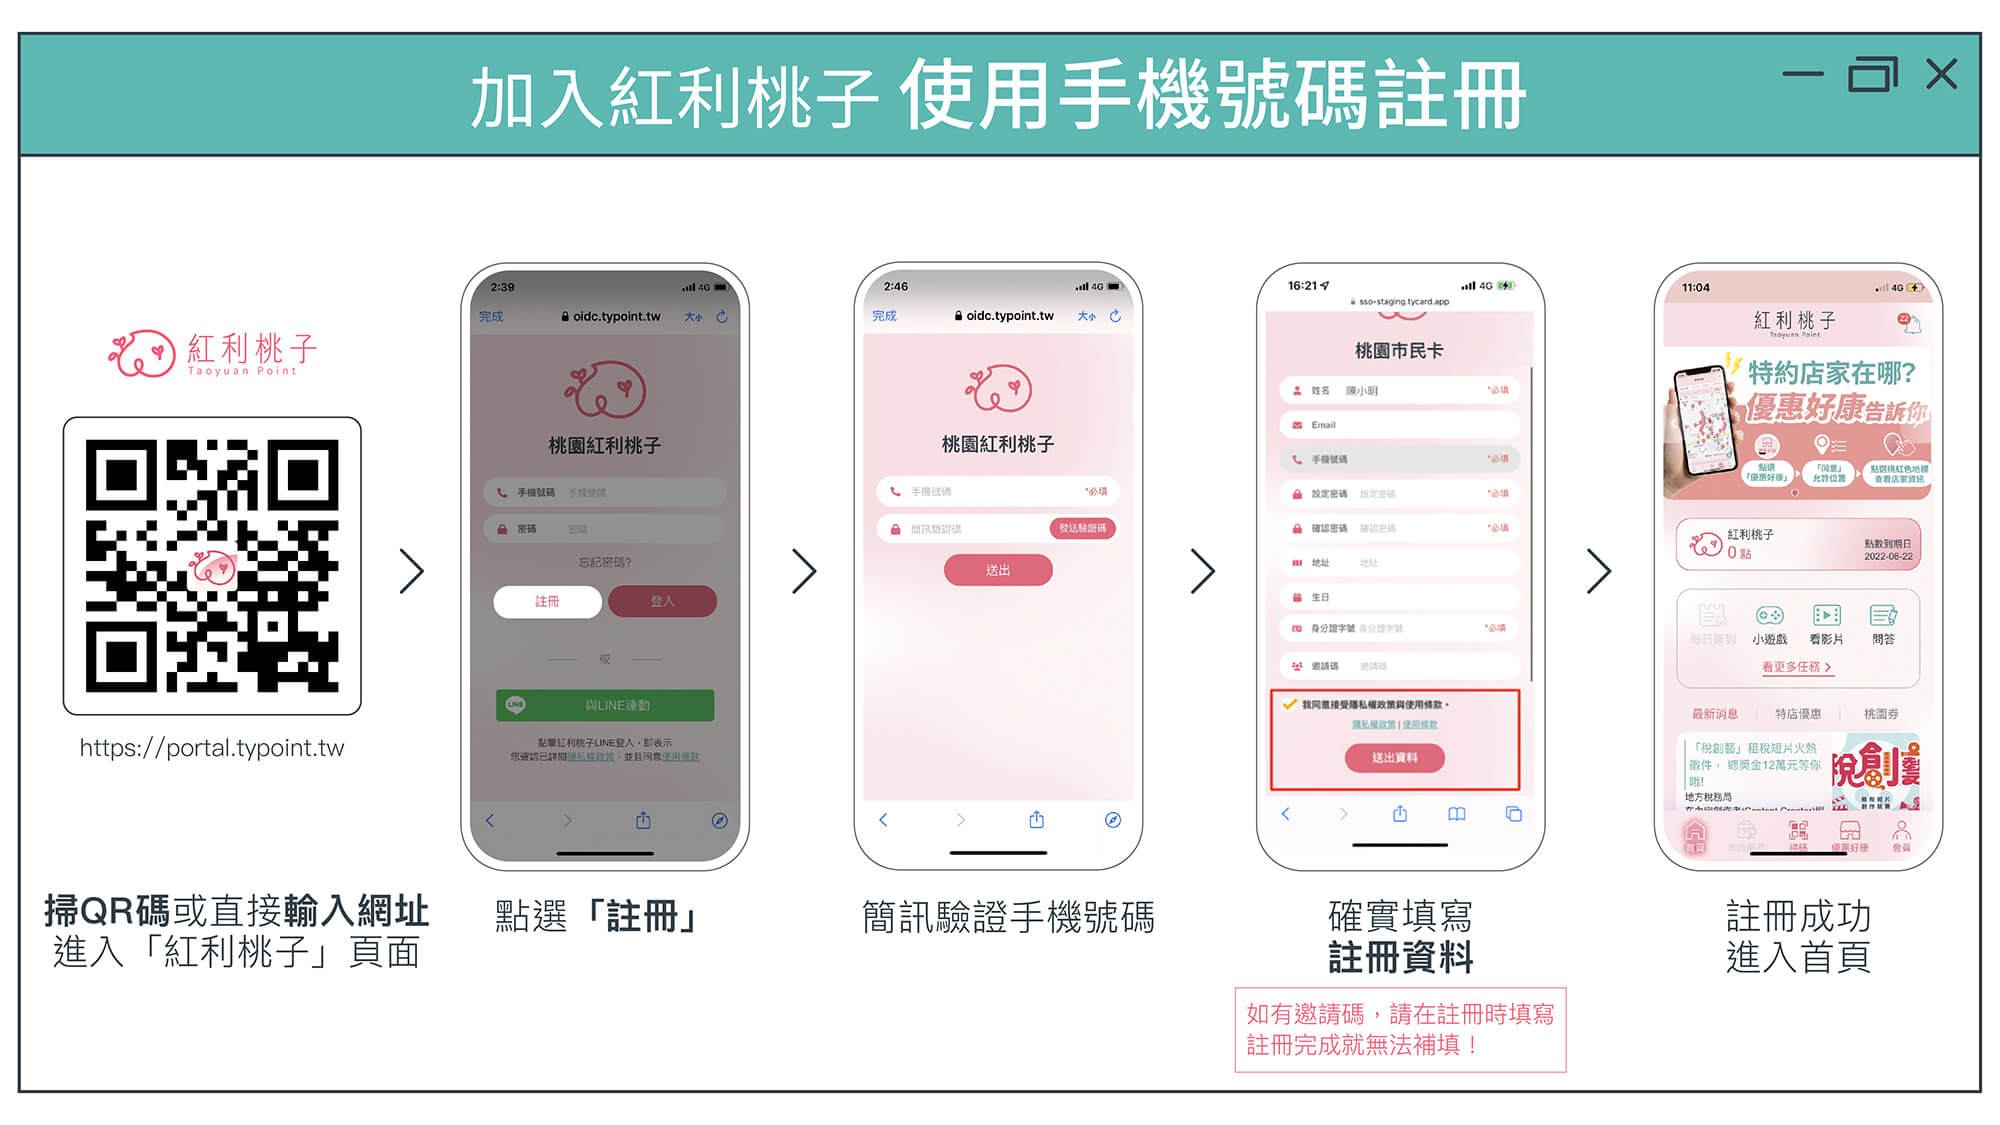 加入紅利桃子 使用手機號碼註冊
紅利桃子
Taoyuan Point
https://portal.typoint.tw
掃QR碼或直接輸入網址
進入「紅利桃子」頁面
2:39
4G
完成
oidc.typoint.tw
大小
桃園紅利桃子
手機號碼 手機號碼
密碼 密碼
忘記密碼?
註冊
登入
或
LINE
與LINE連動
點擊紅利桃子LINE登入，即表示
您確認已詳閱隱私權政策，並且同意使用條款
點選「註冊」
2:46
4G
完成
oidc.typoint.tw
大小
桃園紅利桃子
手機號碼 *必填
簡訊驗證碼 發送驗證碼
送出
簡訊驗證手機號碼
16:21
4G
sso-staging.tycard.app
桃園市民卡
姓名 陳小明 *必填
Email
手機號碼 *必填
設定密碼 設定密碼 *必填
確認密碼 確認密碼 *必填
地址 地址
生日
身分證字號 身分證字號 *必填
邀請碼 邀請碼
我同意接受隱私權政策與使用條款。
隱私權政策 | 使用條款
送出資料
確實填寫
註冊資料
如有邀請碼，請在註冊時填寫
註冊完成就無法補填！
11:04
4G
紅利桃子
Taoyuan Point
22
特約店家在哪?
優惠好康告訴你
點選
「優惠好康」
「同意」
允許位置
點選桃紅色地標
查看店家資訊
紅利桃子
0 點
點數到期日
2022-06-22
每日簽到
小遊戲
看影片
問答
看更多任務
最新消息 | 特店優惠 | 桃園券
「稅創藝」租稅短片火熱
徵件， 總獎金12萬元等你
哦!
地方稅務局
稅創藝
首頁
掃碼
優惠好康
會員
註冊成功
進入首頁